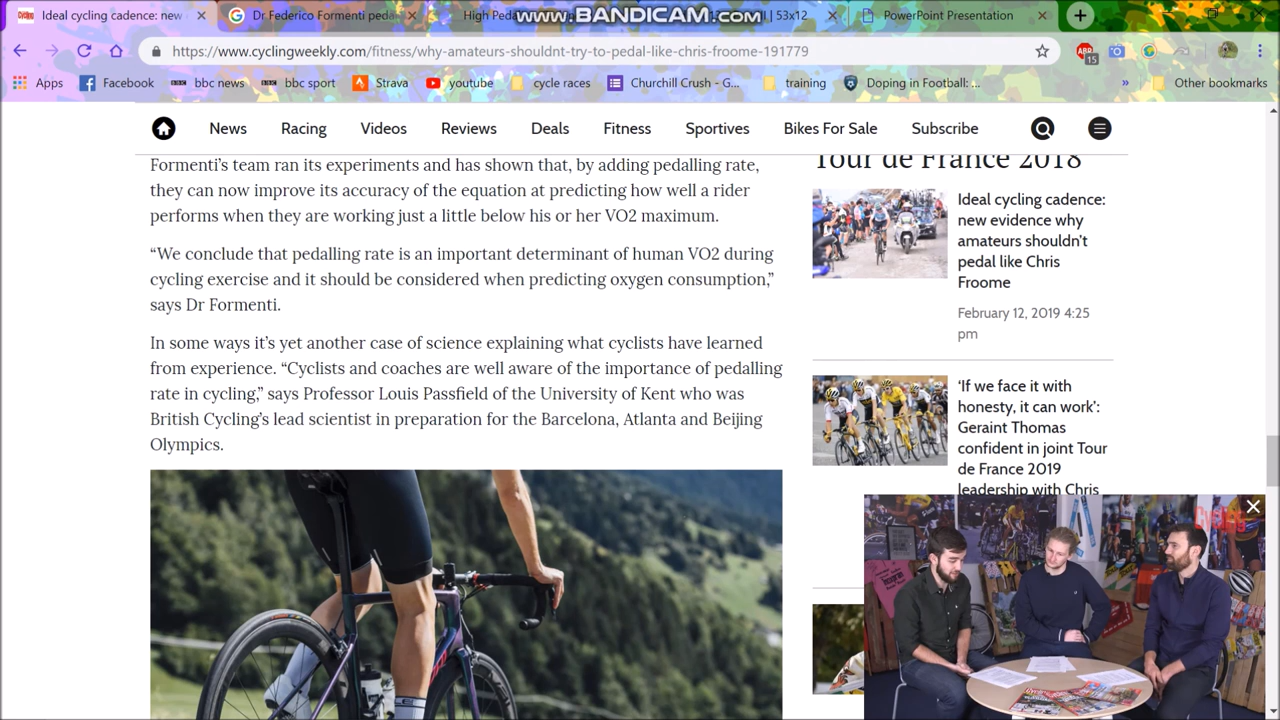 Ideal cycling cadence: new
Dr Federico Formenti peda
High Peda
www.BANDICAM.com
ll | 53x12
PowerPoint Presentation
https://www.cyclingweekly.com/fitness/why-amateurs-shouldnt-try-to-pedal-like-chris-froome-191779
ABP
15
Apps
Facebook
BBC bbc news
BBC bbc sport
Strava
youtube
cycle races
Churchill Crush - G...
training
Doping in Football: ...
»
Other bookmarks
News
Racing
Videos
Reviews
Deals
Fitness
Sportives
Bikes For Sale
Subscribe
Formenti’s team ran its experiments and has shown that, by adding pedalling rate,
they can now improve its accuracy of the equation at predicting how well a rider
performs when they are working just a little below his or her VO2 maximum.
“We conclude that pedalling rate is an important determinant of human VO2 during
cycling exercise and it should be considered when predicting oxygen consumption,”
says Dr Formenti.
In some ways it’s yet another case of science explaining what cyclists have learned
from experience. “Cyclists and coaches are well aware of the importance of pedalling
rate in cycling,” says Professor Louis Passfield of the University of Kent who was
British Cycling’s lead scientist in preparation for the Barcelona, Atlanta and Beijing
Olympics.
Tour de France 2018
Ideal cycling cadence:
new evidence why
amateurs shouldn’t
pedal like Chris
Froome
February 12, 2019 4:25
pm
‘If we face it with
honesty, it can work’:
Geraint Thomas
confident in joint Tour
de France 2019
leadership with Chris
Cycling